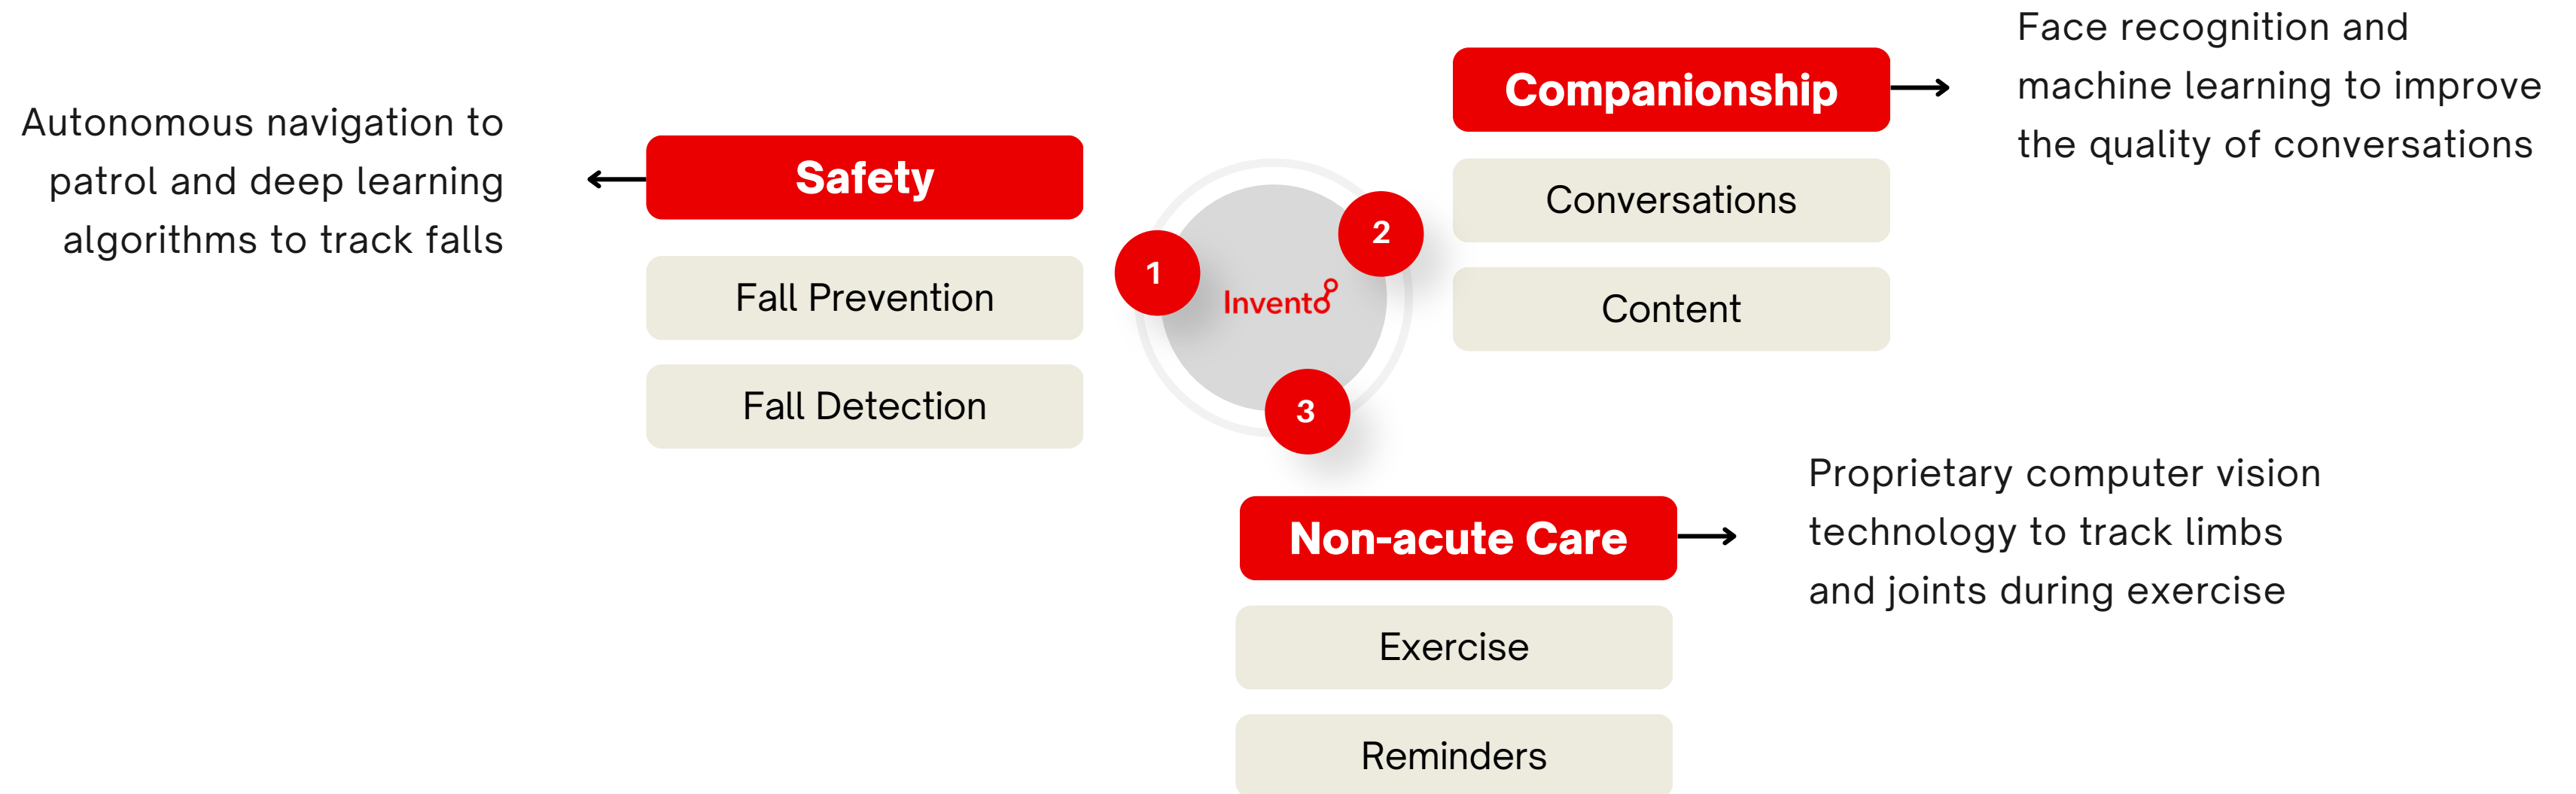 Autonomous navigation to
patrol and deep learning
algorithms to track falls
Safety
Fall Prevention
Fall Detection
1
Invento
2
3
Companionship
Conversations
Content
Face recognition and
machine learning to improve
the quality of conversations
Non-acute Care
Exercise
Reminders
Proprietary computer vision
technology to track limbs
and joints during exercise